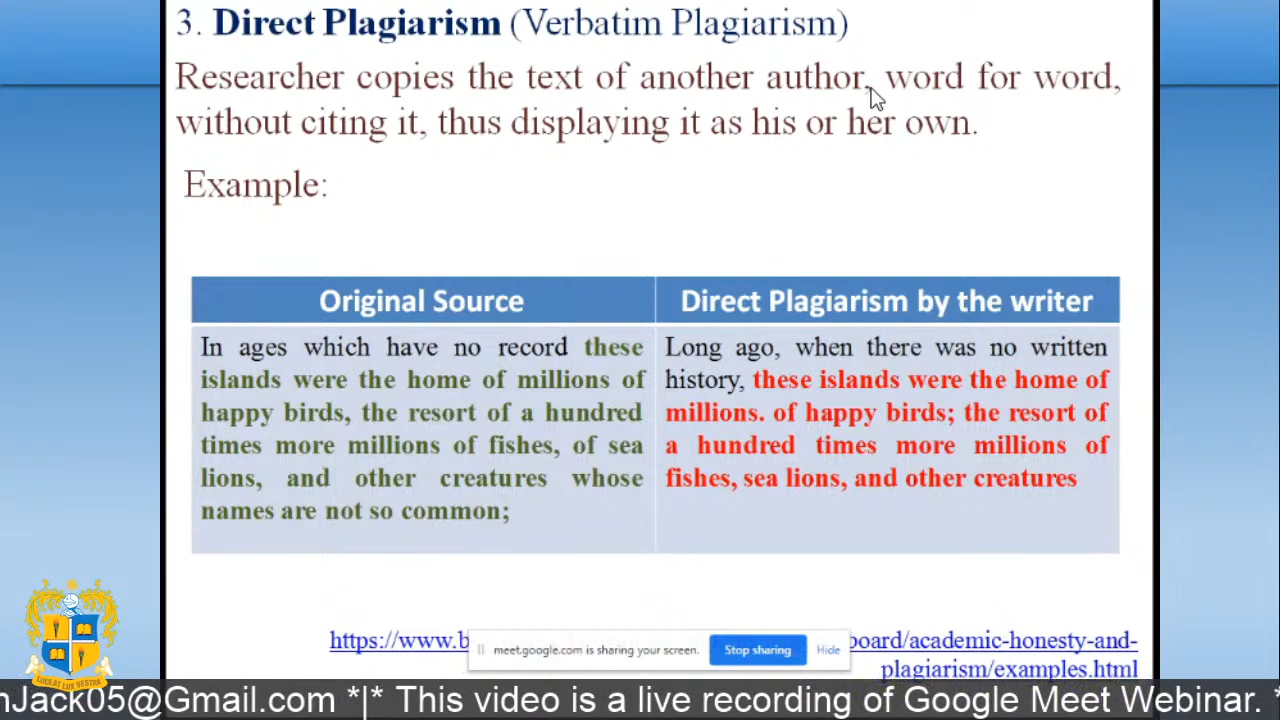 3. Direct Plagiarism (Verbatim Plagiarism)
Researcher copies the text of another author, word for word,
without citing it, thus displaying it as his or her own.
Example:
Original Source
In ages which have no record these
islands were the home of millions of
happy birds, the resort of a hundred
times more millions of fishes, of sea
lions, and other creatures whose
names are not so common;
Direct Plagiarism by the writer
Long ago, when there was no written
history, these islands were the home of
millions. of happy birds; the resort of
a hundred times more millions of
fishes, sea lions, and other creatures
https://www.b board/academic-honesty-and-
plagiarism/examples.html
meet.google.com is sharing your screen. Stop sharing Hide
LUCEAT LUX VESTRA
nJack05@Gmail.com *|* This video is a live recording of Google Meet Webinar. *